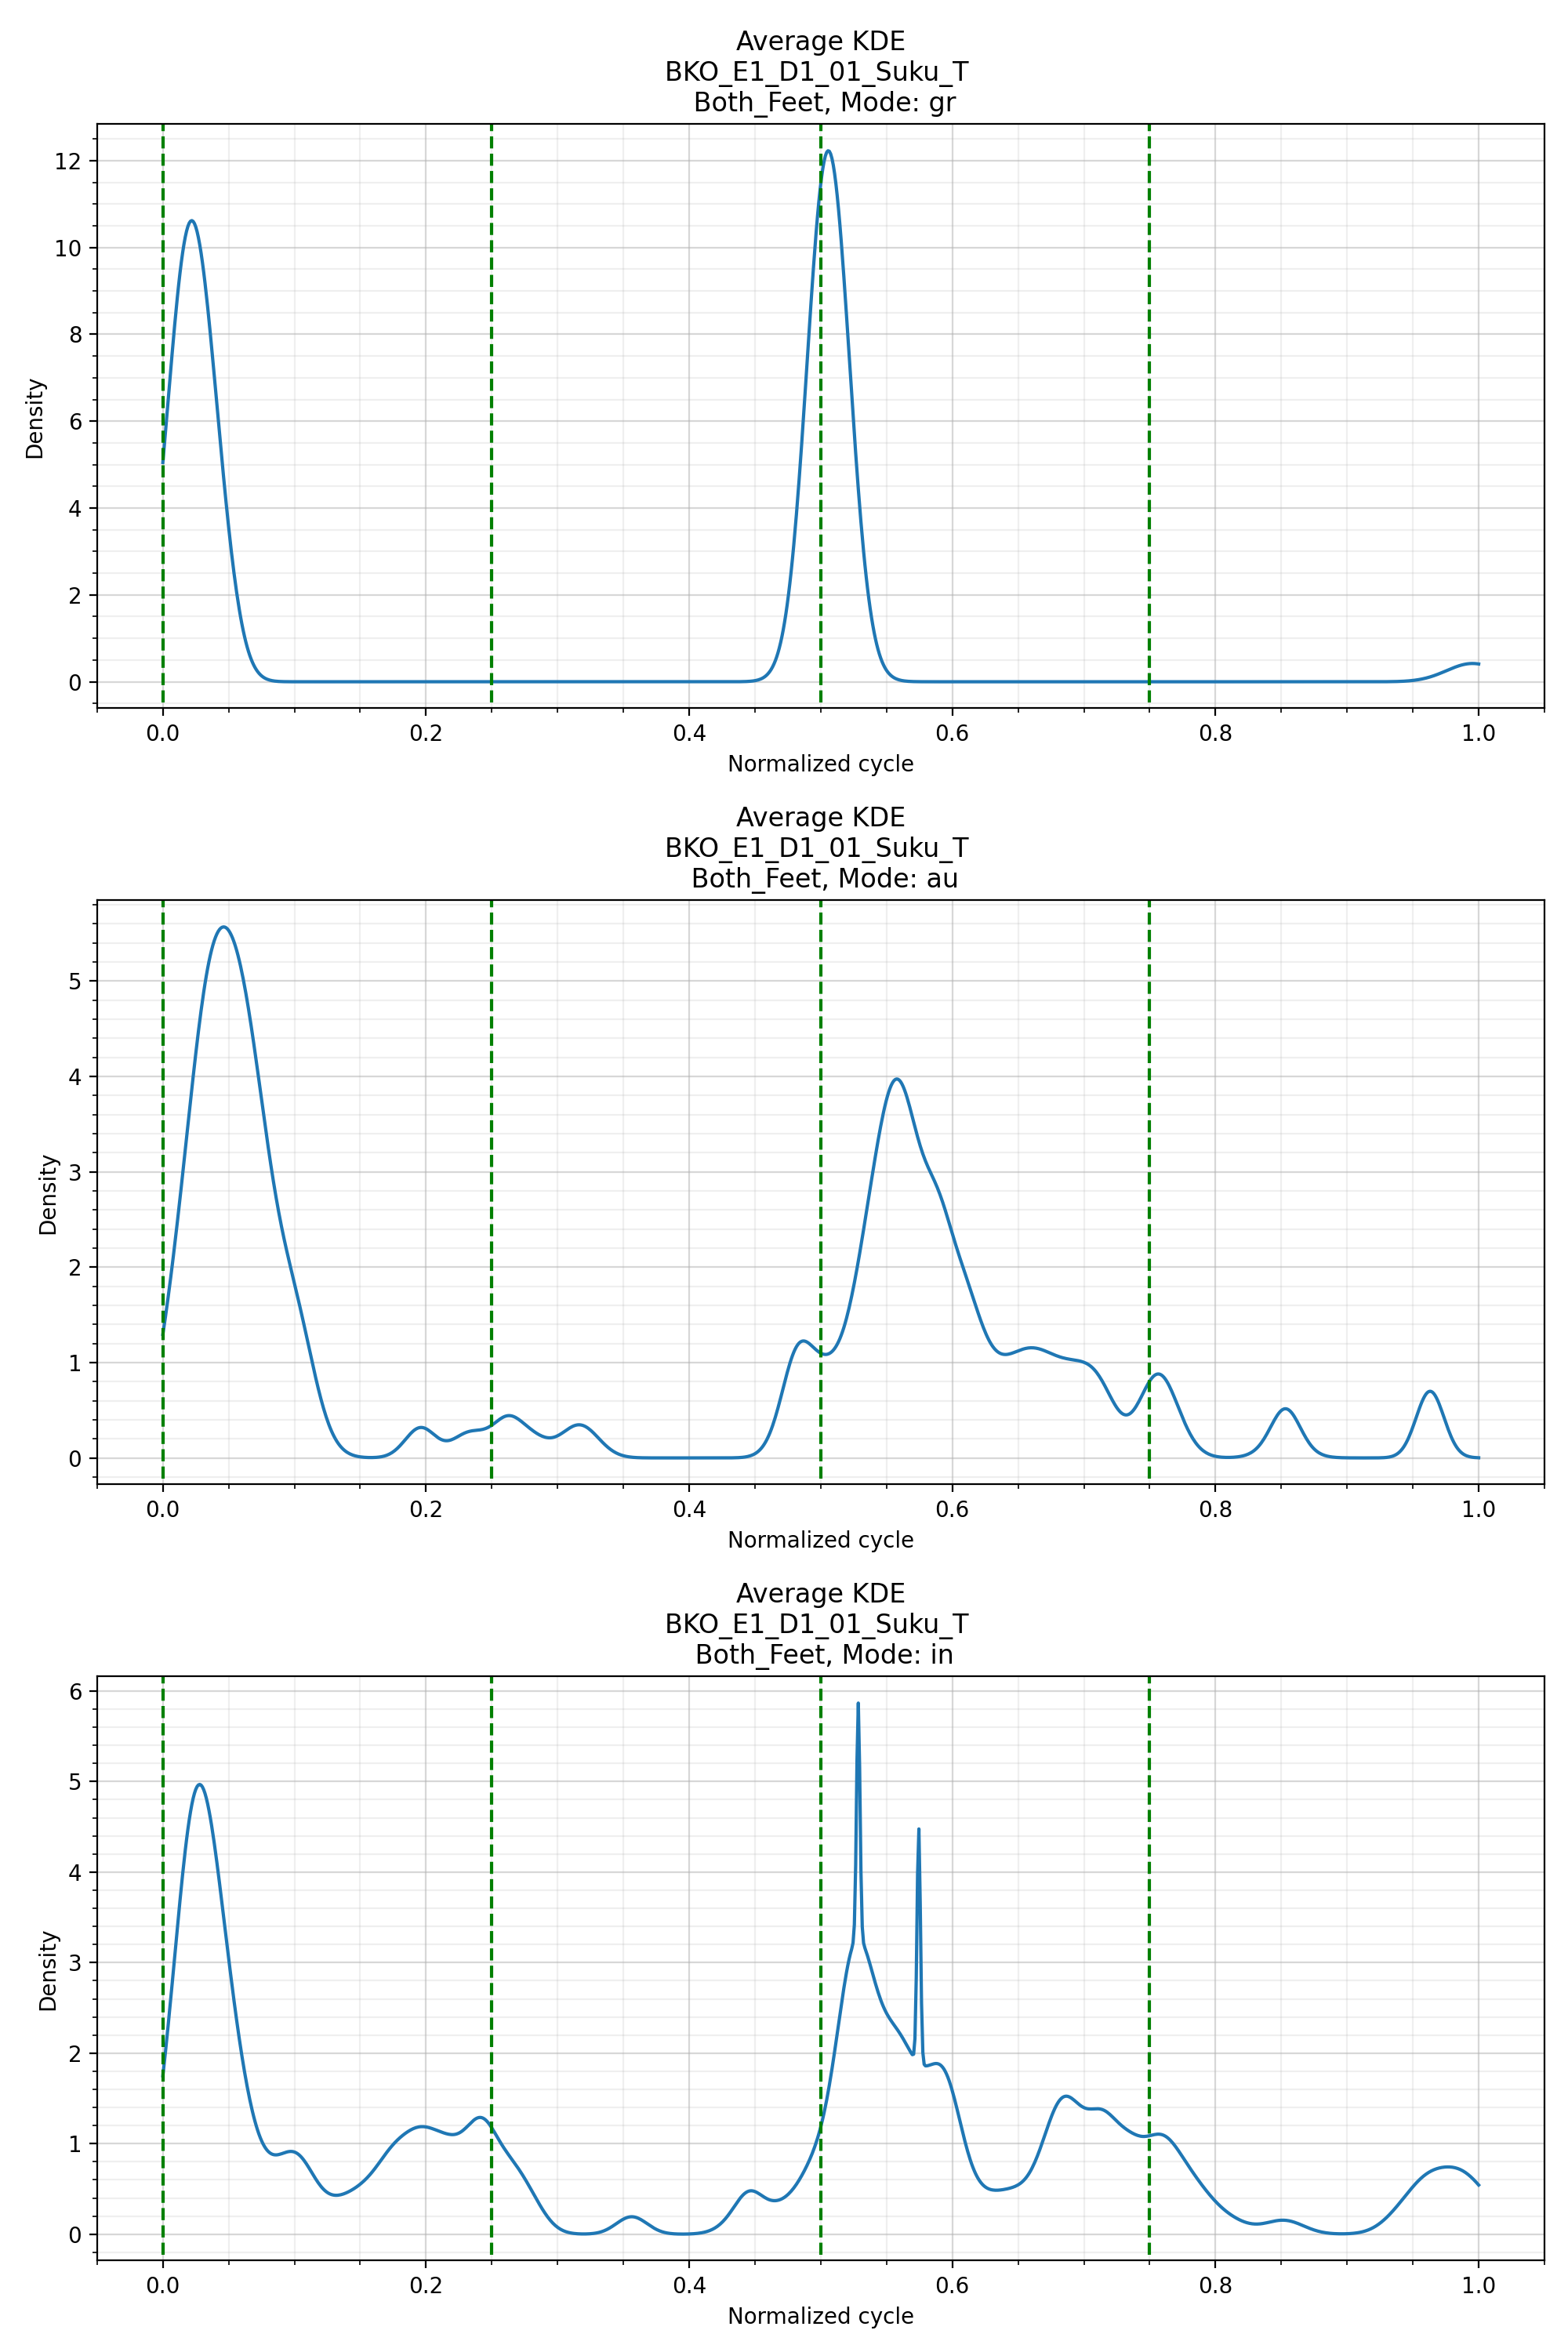 Average KDE
BKO_E1_D1_01_Suku_T
Both_Feet, Mode: gr
12
10
8
6
4
2
0
Density
0.0 0.2 0.4 0.6 0.8 1.0
Normalized cycle
Average KDE
BKO_E1_D1_01_Suku_T
Both_Feet, Mode: au
5
4
3
2
1
0
Density
0.0 0.2 0.4 0.6 0.8 1.0
Normalized cycle
Average KDE
BKO_E1_D1_01_Suku_T
Both_Feet, Mode: in
6
5
4
3
2
1
0
Density
0.0 0.2 0.4 0.6 0.8 1.0
Normalized cycle